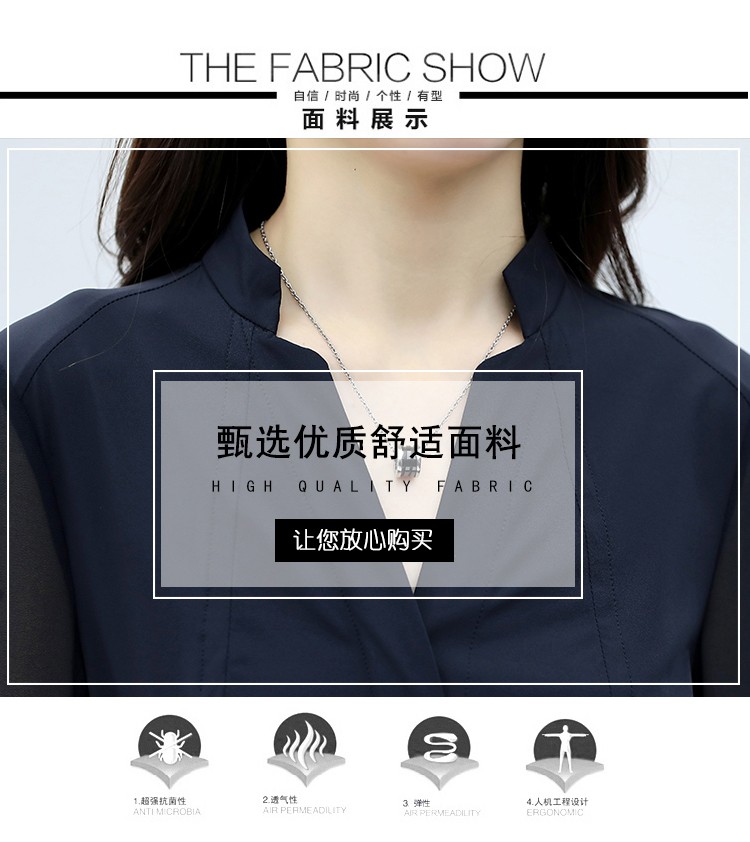 THE FABRIC SHOW
自信 / 时尚 / 个性 / 有型
面料展示
甄选优质舒适面料
HIGH QUALITY FABRIC
让您放心购买
1.超强抗菌性
ANTI MICROBIA
2.透气性
AIR PERMEADILITY
3 弹性
AIR PERMEADILITY
4.人机工程设计
ERGONOMIC